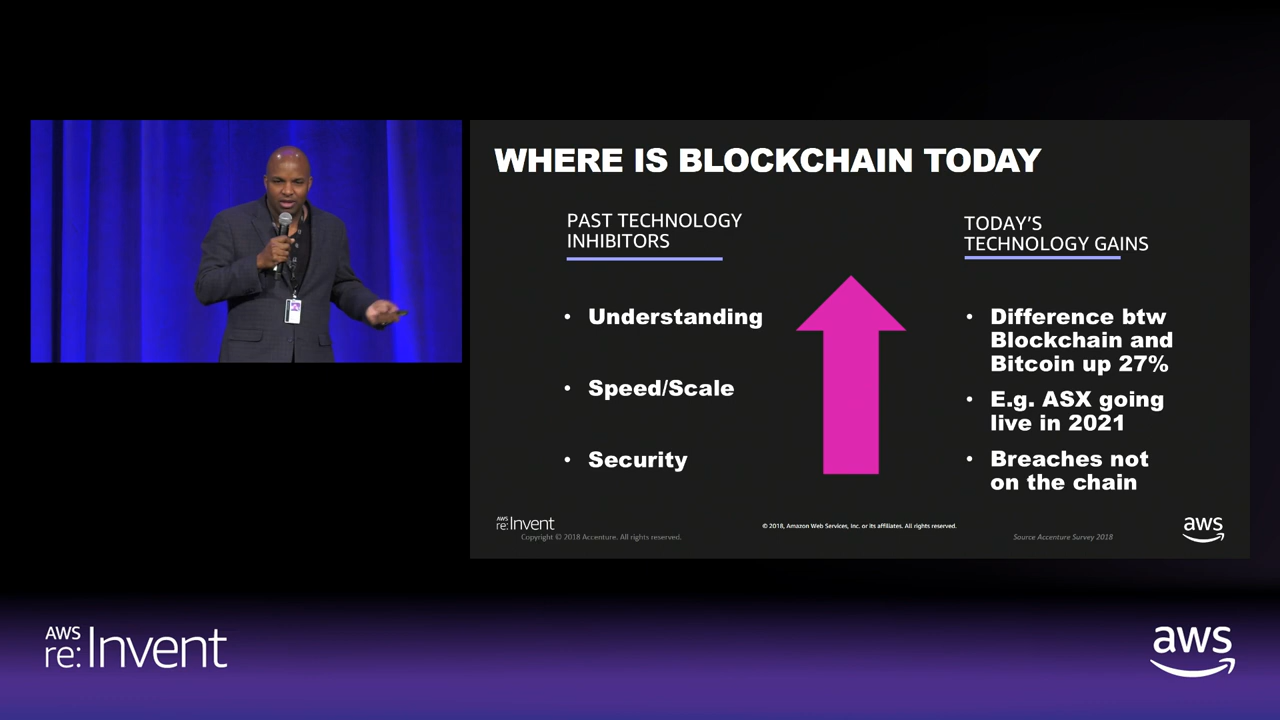 WHERE IS BLOCKCHAIN TODAY
PAST TECHNOLOGY
INHIBITORS
• Understanding
• Speed/Scale
• Security
TODAY'S
TECHNOLOGY GAINS
• Difference btw
Blockchain and
Bitcoin up 27%
• E.g. ASX going
live in 2021
• Breaches not
on the chain
AWS
re:Invent
Copyright © 2018 Accenture. All rights reserved.
© 2018, Amazon Web Services, Inc. or its affiliates. All rights reserved.
Source Accenture Survey 2018
aws
AWS
re:Invent
aws